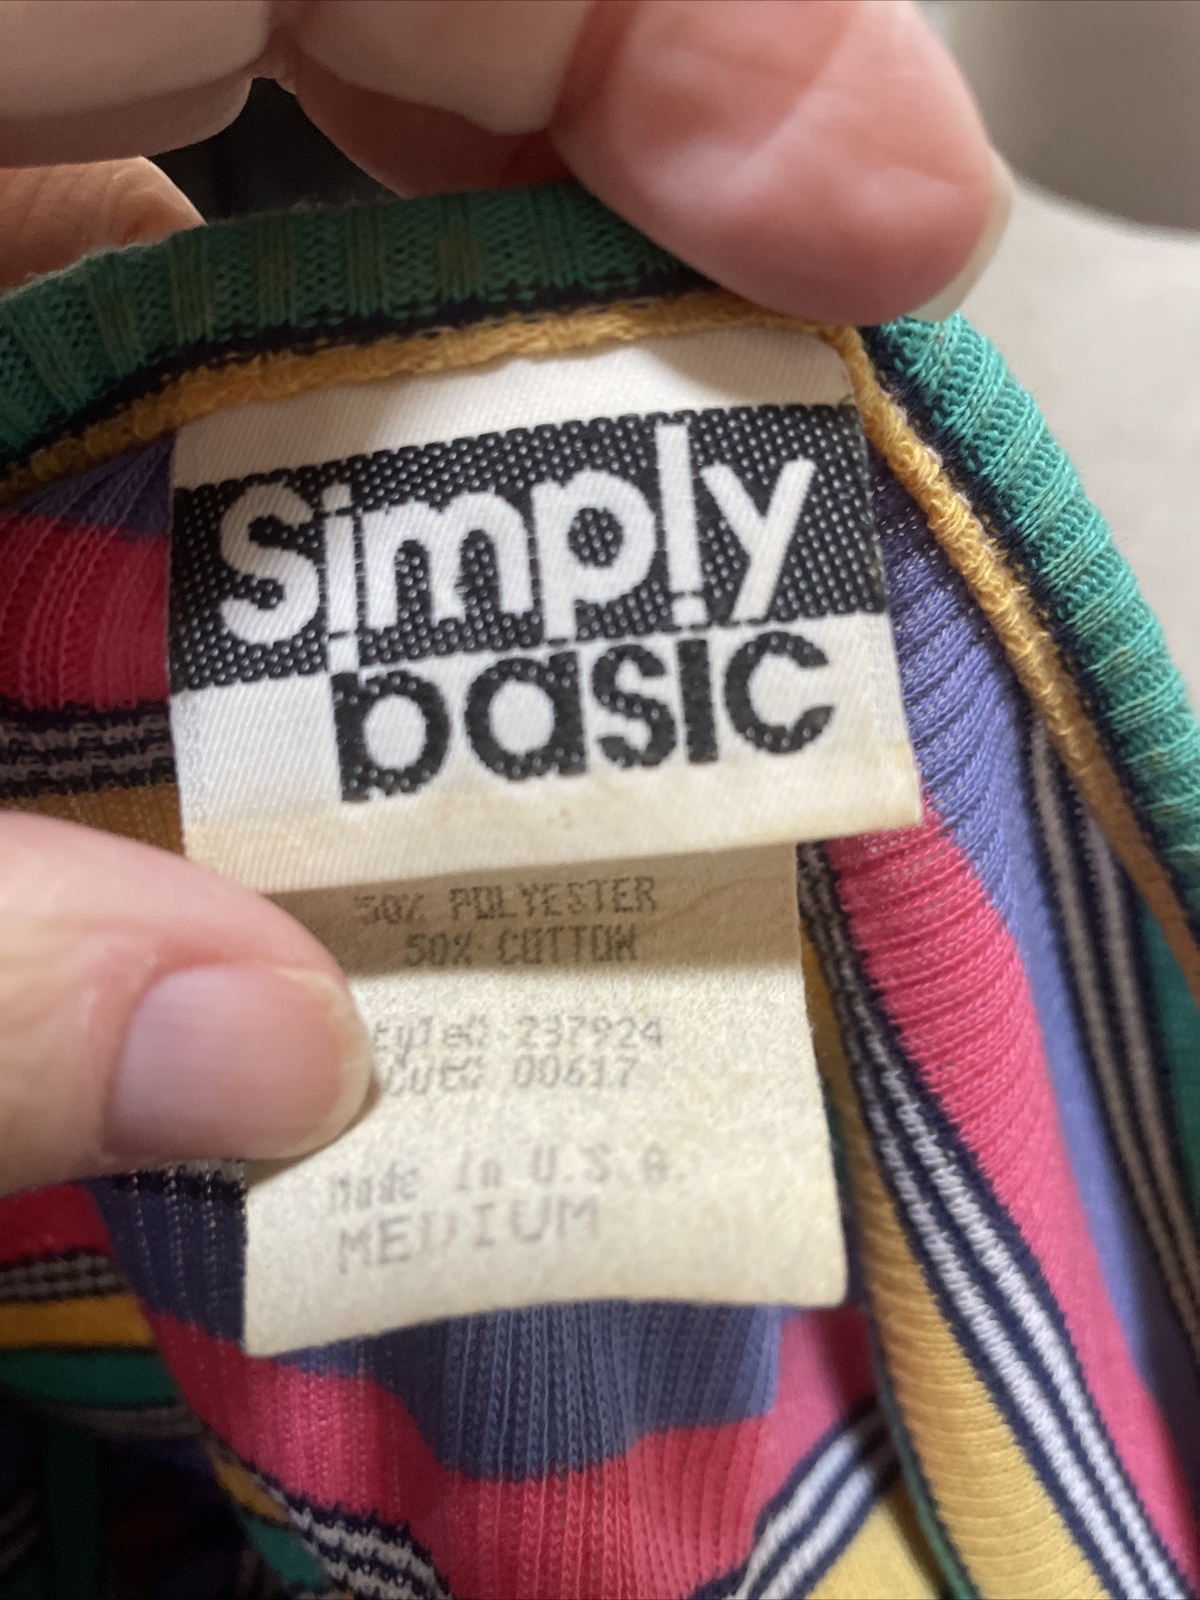 Simply
basic
50% POLYESTER
50% COTTON
237924
00617
Made in U.S.A.
MEDIUM